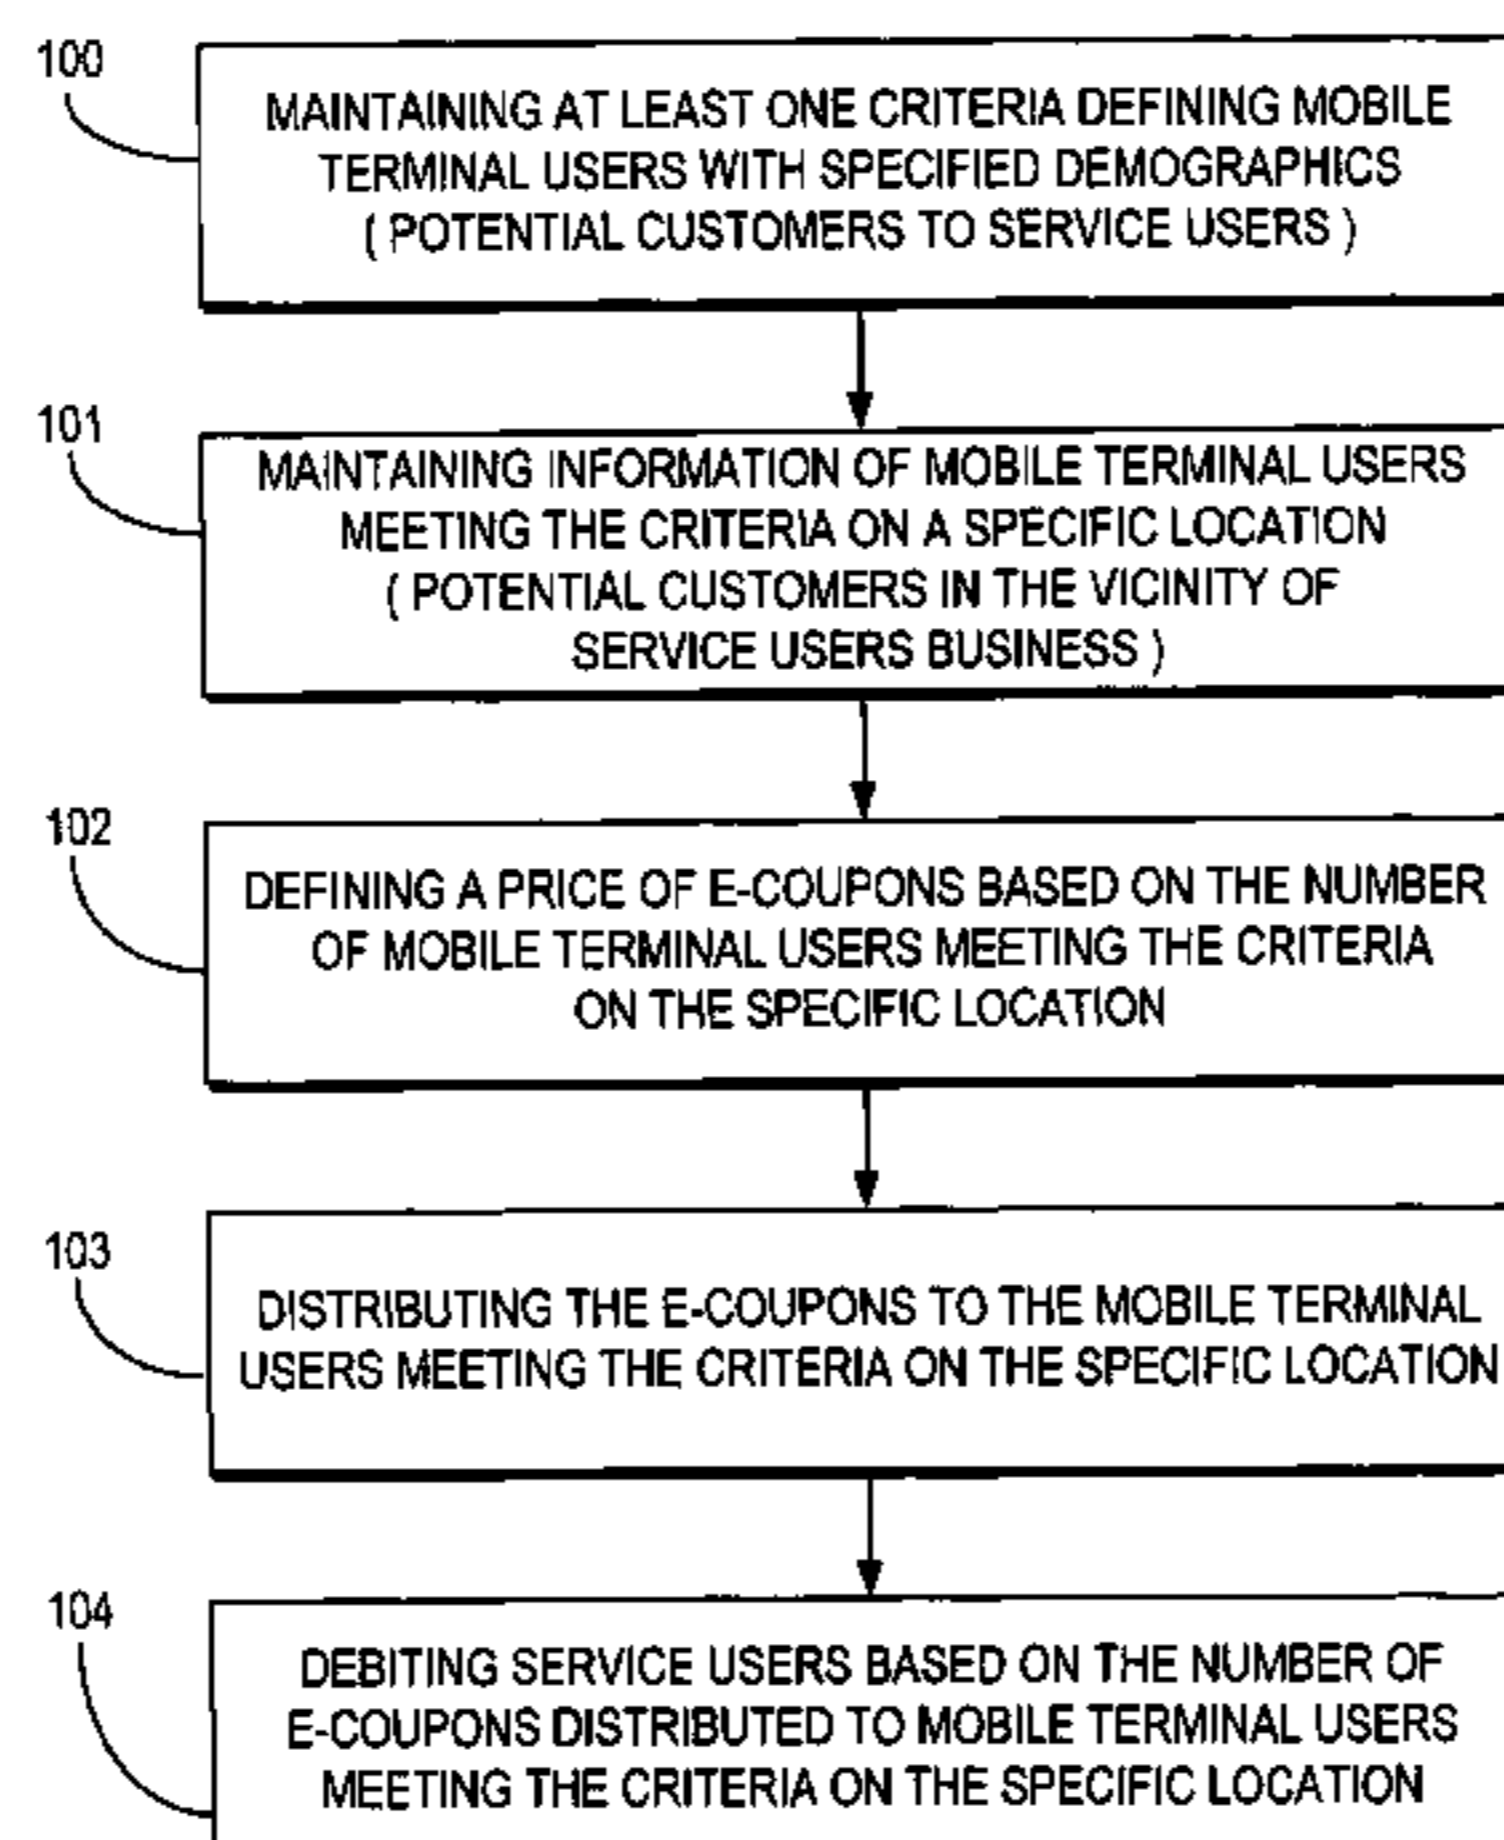 100
MAINTAINING AT LEAST ONE CRITERIA DEFINING MOBILE
TERMINAL USERS WITH SPECIFIED DEMOGRAPHICS
( POTENTIAL CUSTOMERS TO SERVICE USERS )
101
MAINTAINING INFORMATION OF MOBILE TERMINAL USERS
MEETING THE CRITERIA ON A SPECIFIC LOCATION
( POTENTIAL CUSTOMERS IN THE VICINITY OF
SERVICE USERS BUSINESS )
102
DEFINING A PRICE OF E-COUPONS BASED ON THE NUMBER
OF MOBILE TERMINAL USERS MEETING THE CRITERIA
ON THE SPECIFIC LOCATION
103
DISTRIBUTING THE E-COUPONS TO THE MOBILE TERMINAL
USERS MEETING THE CRITERIA ON THE SPECIFIC LOCATION
104
DEBITING SERVICE USERS BASED ON THE NUMBER OF
E-COUPONS DISTRIBUTED TO MOBILE TERMINAL USERS
MEETING THE CRITERIA ON THE SPECIFIC LOCATION